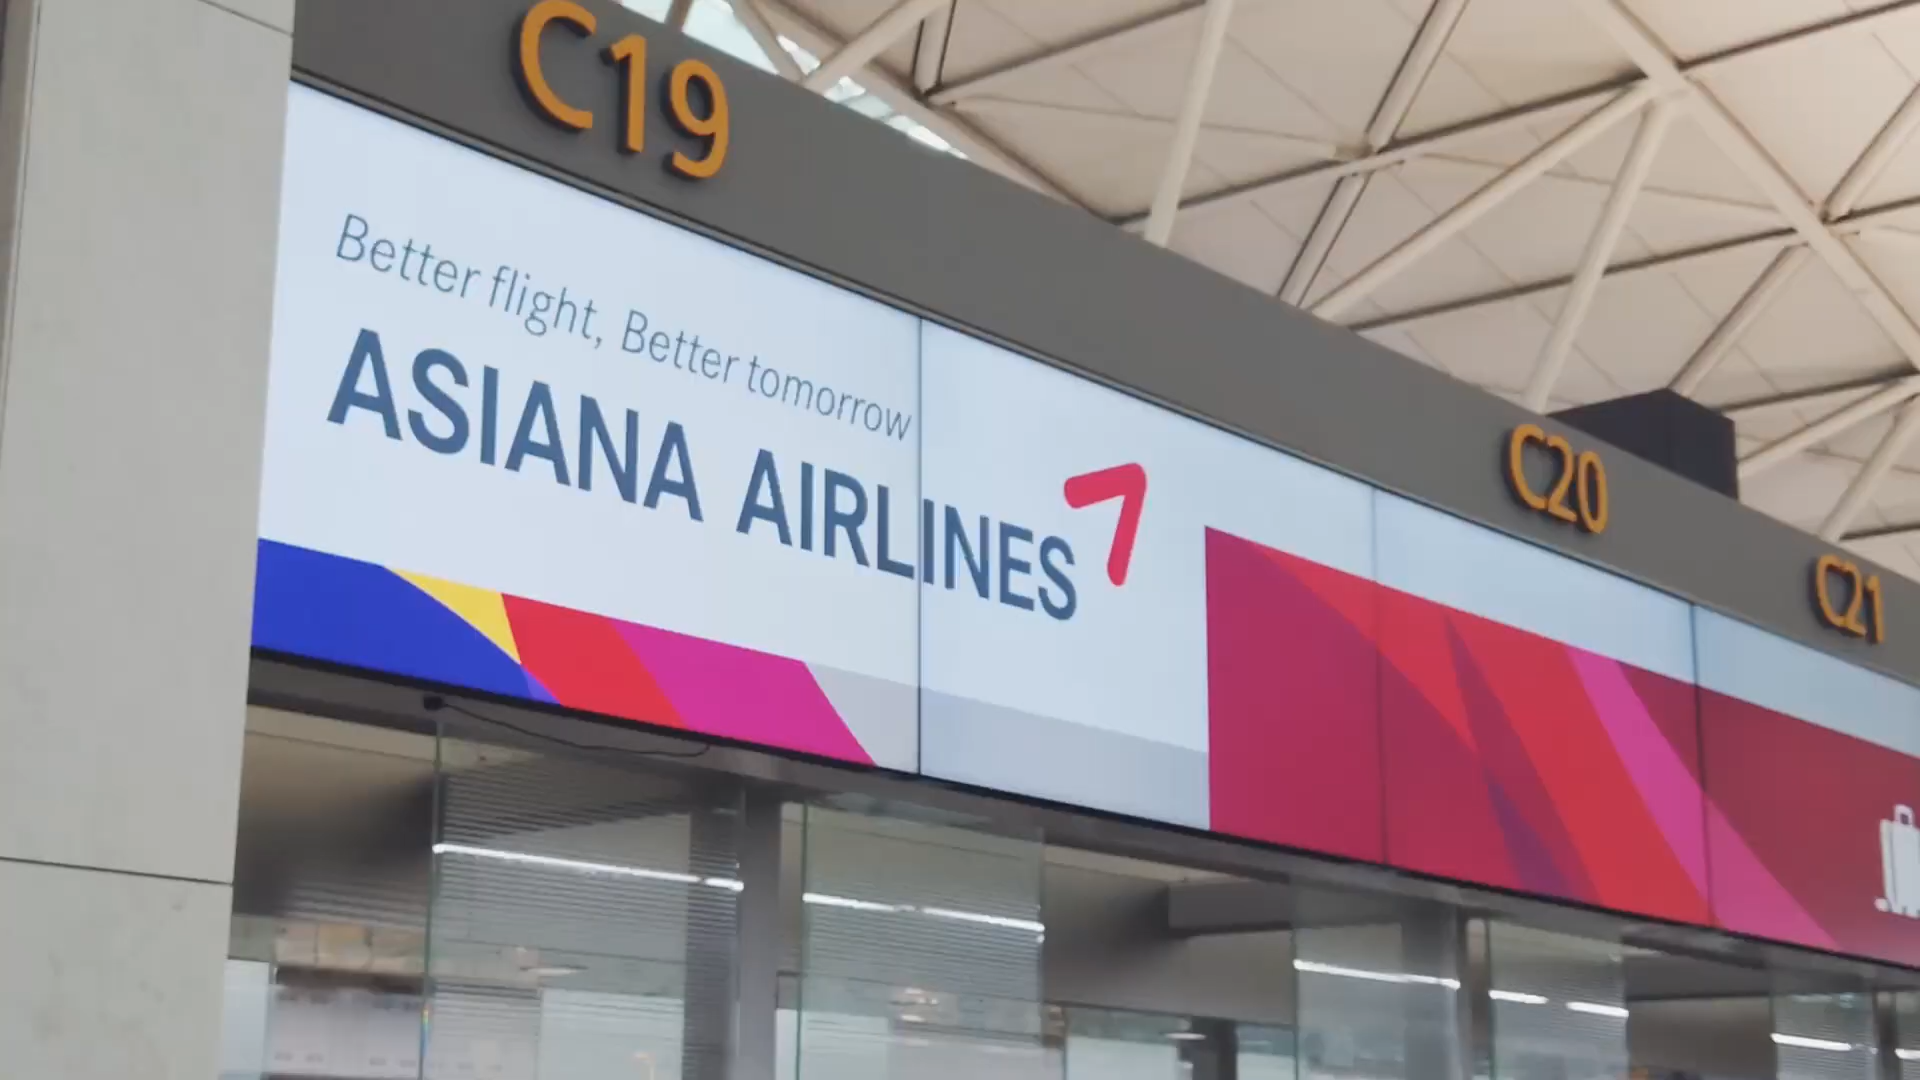 C19
Better flight, Better tomorrow
ASIANA AIRLINES
C20
C21